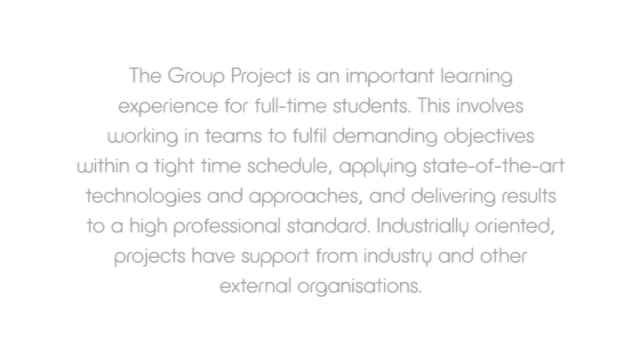 The Group Project is an important learning
experience for full-time students. This involves
working in teams to fulfil demanding objectives
within a tight time schedule, applying state-of-the-art
technologies and approaches, and delivering results
to a high professional standard. Industrially oriented,
projects have support from industry and other
external organisations.